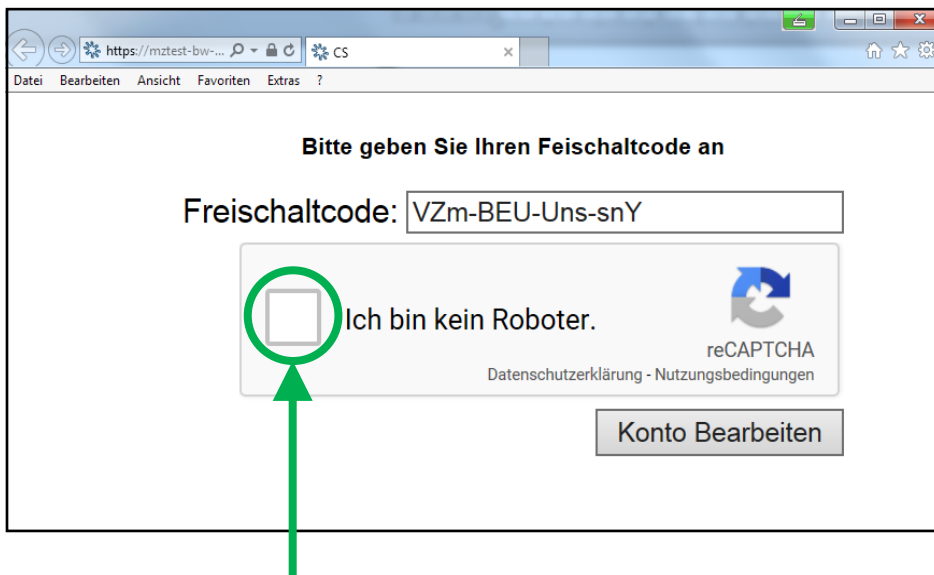 https://mztest-bw-... CS
Datei Bearbeiten Ansicht Favoriten Extras ?
Bitte geben Sie Ihren Feischaltcode an
Freischaltcode: VZm-BEU-Uns-snY
Ich bin kein Roboter.
reCAPTCHA
Datenschutzerklärung - Nutzungsbedingungen
Konto Bearbeiten